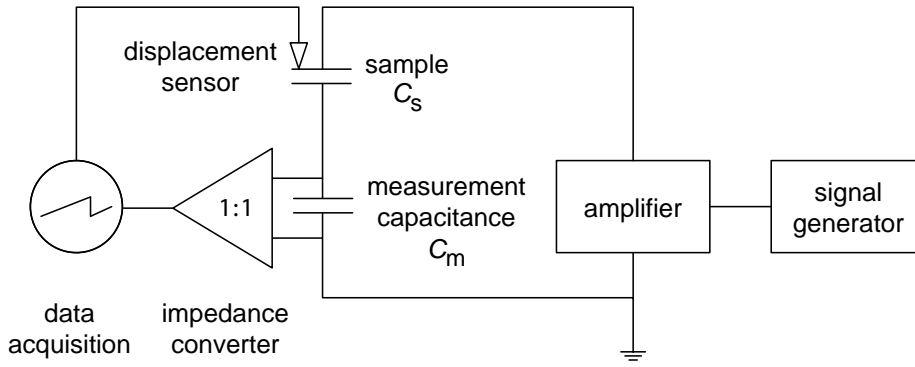 displacement
sensor
sample
Cs
1:1
measurement
capacitance
Cm
amplifier
signal
generator
data
acquisition
impedance
converter